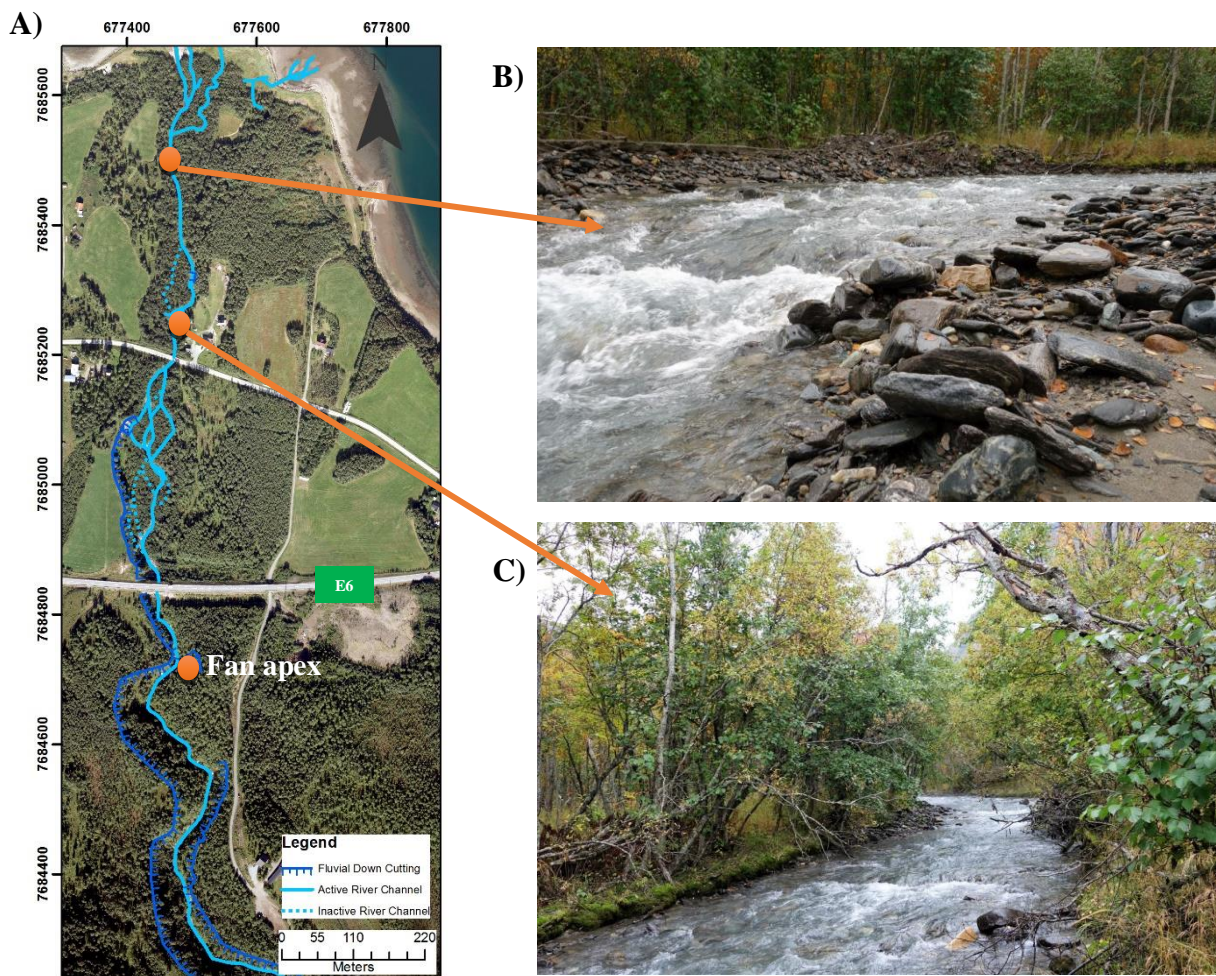 A)
677400 677600 677800
7685600
7685400
7685200
7685000
7684800
7684600
7684400
N
E6
Fan apex
Legend
Fluvial Down Cutting
Active River Channel
Inactive River Channel
0 55 110 220
Meters
B)
C)